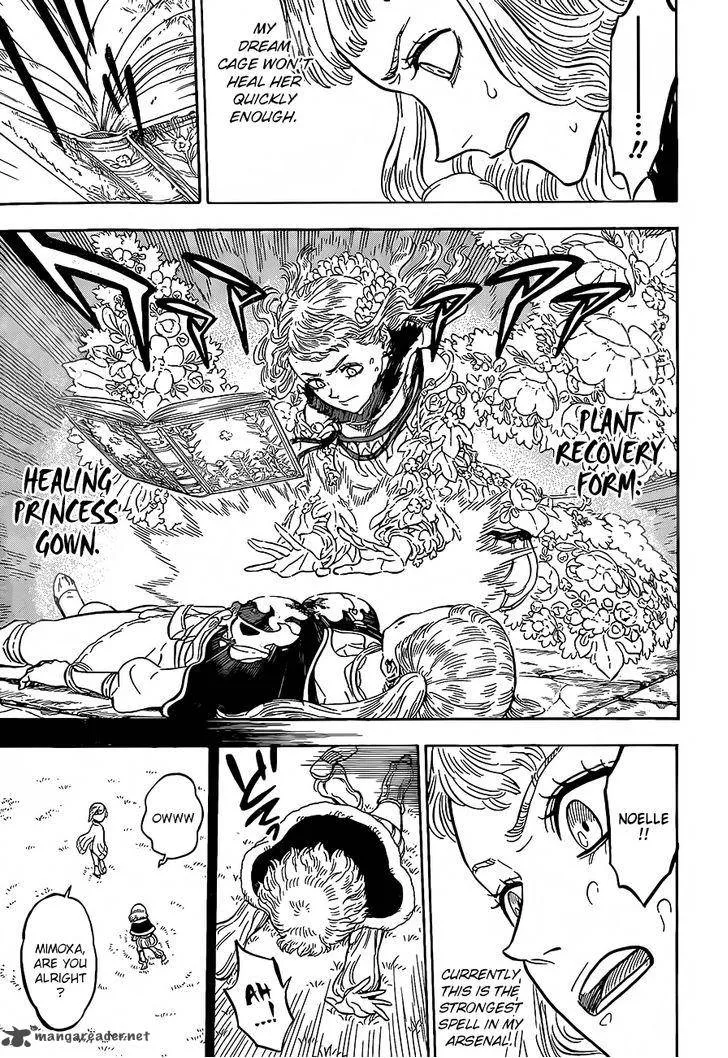 ......!!
MY
DREAM
CAGE WON'T
HEAL HER
QUICKLY
ENOUGH.
PLANT
RECOVERY
FORM:
HEALING
PRINCESS
GOWN.
NOELLE
!!
CURRENTLY,
THIS IS THE
STRONGEST
SPELL IN MY
ARSENAL!
AH
....!
OWWW
MIMOXA,
ARE YOU
ALRIGHT
?
mangareader.net